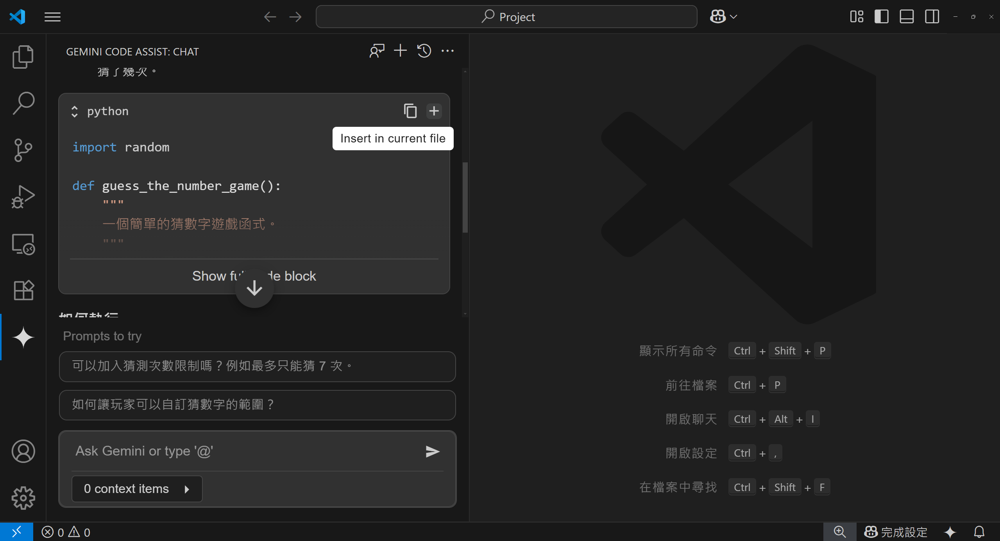 Project
GEMINI CODE ASSIST: CHAT
猜了幾次。
python
Insert in current file
import random
def guess_the_number_game():
"""
一個簡單的猜數字遊戲函式。
"""
Show full code block
如何執行
Prompts to try
可以加入猜測次數限制嗎？例如最多只能猜 7 次。
如何讓玩家可以自訂猜數字的範圍？
Ask Gemini or type '@'
0 context items
顯示所有命令 Ctrl + Shift + P
前往檔案 Ctrl + P
開啟聊天 Ctrl + Alt + I
開啟設定 Ctrl + ,
在檔案中尋找 Ctrl + Shift + F
0 0
完成設定